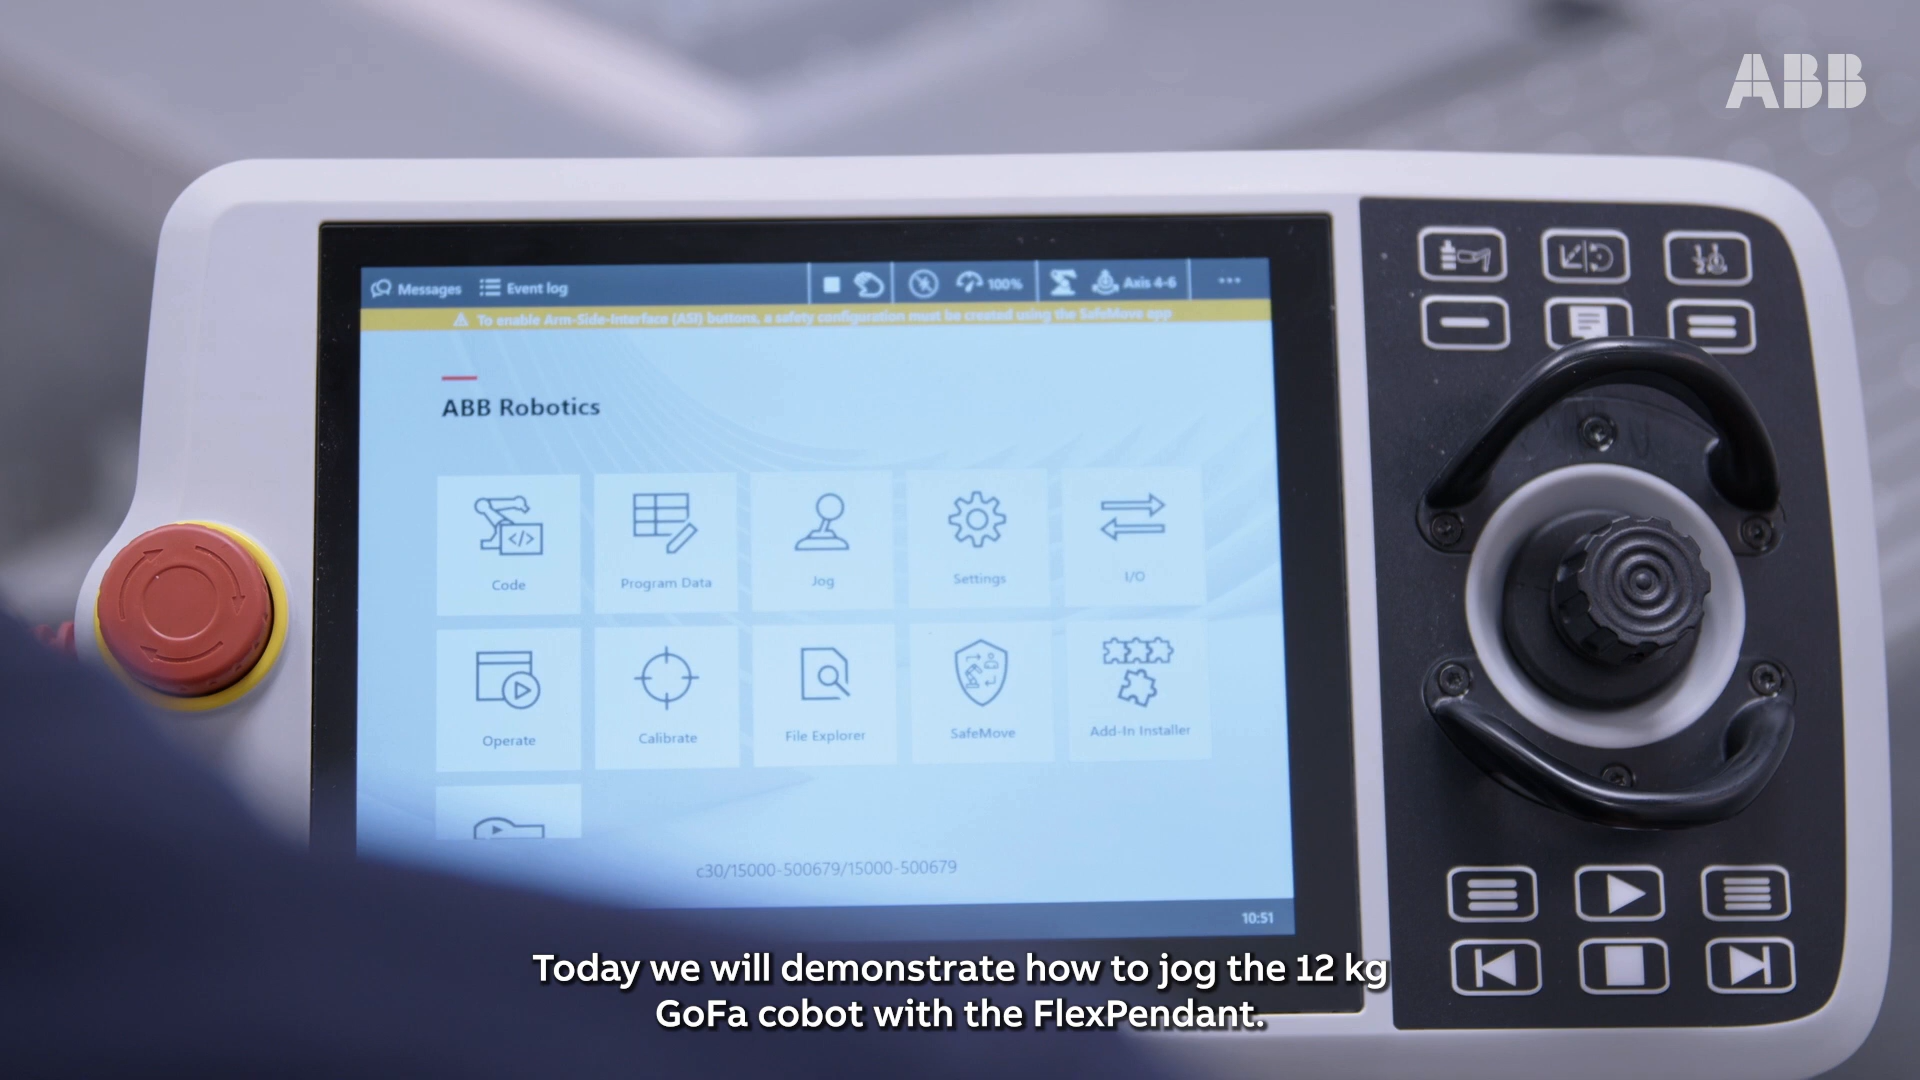 ABB
Messages
Event log
100%
Axis 4-6
To enable Arm-Side-Interface (ASI) buttons, a safety configuration must be created using the SafeMove app
ABB Robotics
Code
Program Data
Jog
Settings
I/O
Operate
Calibrate
File Explorer
SafeMove
Add-In Installer
c30/15000-500679/15000-500679
10:51
Today we will demonstrate how to jog the 12 kg
GoFa cobot with the FlexPendant.